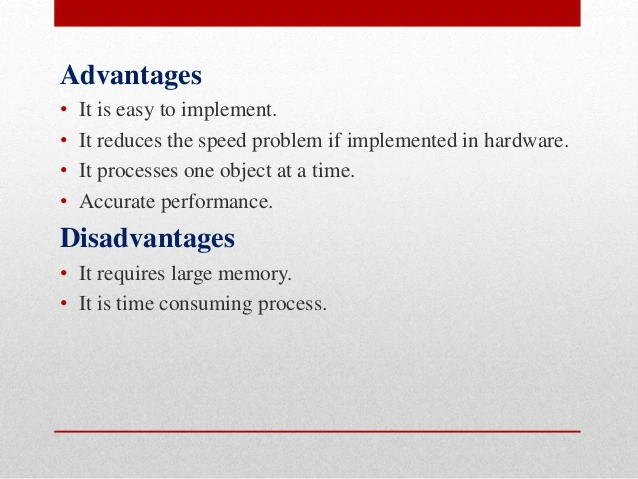 Advantages
• It is easy to implement.
• It reduces the speed problem if implemented in hardware.
• It processes one object at a time.
• Accurate performance.
Disadvantages
• It requires large memory.
• It is time consuming process.